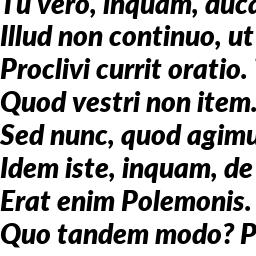 Tu vero, inquam,
Illud non continuo, ut
Proclivi currit oratio.
Quod vestri non item.
Sed nunc, quod
Idem iste, inquam, de
Erat enim Polemonis.
Quo tandem modo?